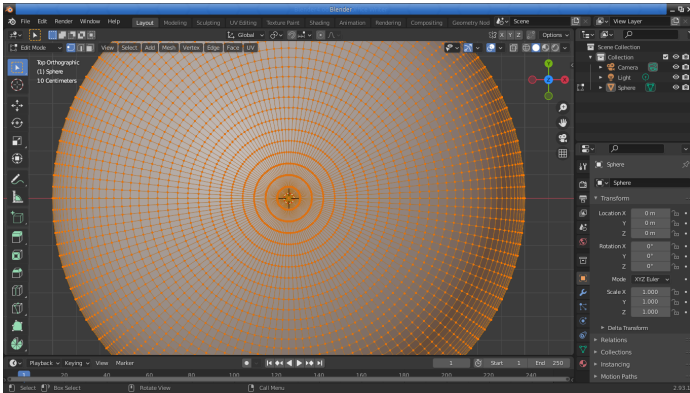 Blender
File Edit Render Window Help Layout Modeling Sculpting UV Editing Texture Paint Shading Animation Rendering Compositing Geometry Nod Scene View Layer
Global X Y Z Options
Edit Mode View Select Add Mesh Vertex Edge Face UV
Top Orthographic
(1) Sphere
10 Centimeters
Y
Z
X
Scene Collection
Collection
Camera
Light
Sphere
Sphere
Sphere
Transform
Location X 0 m
Y 0 m
Z 0 m
Rotation X 0°
Y 0°
Z 0°
Mode XYZ Euler
Scale X 1.000
Y 1.000
Z 1.000
Delta Transform
Relations
Collections
Instancing
Motion Paths
Playback Keying View Marker 1 Start 1 End 250
1 20 40 60 80 100 120 140 160 180 200 220 240
Select Box Select Rotate View Call Menu